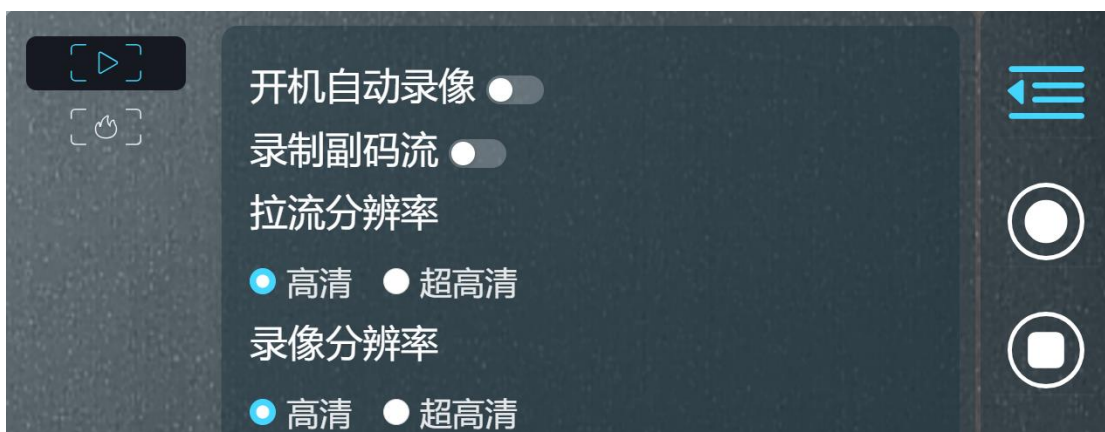 开机自动录像
录制副码流
拉流分辨率
高清 超高清
录像分辨率
高清 超高清